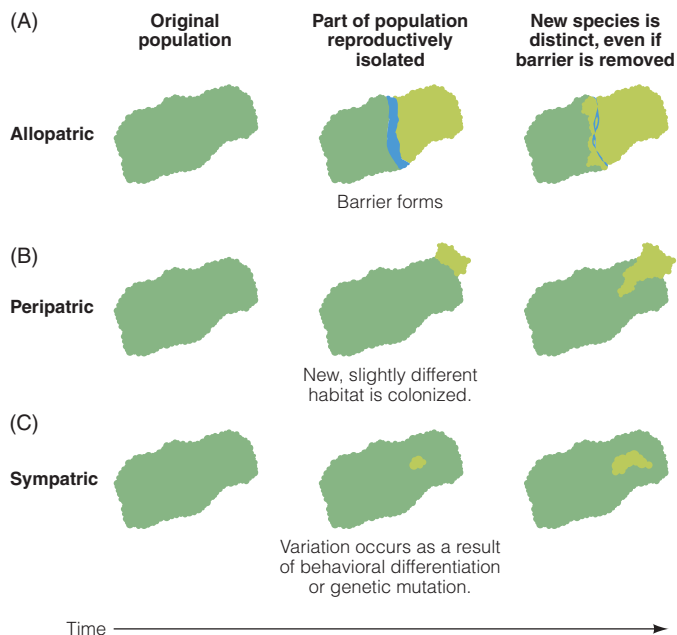 (A)
Original
population
Part of population
reproductively
isolated
New species is
distinct, even if
barrier is removed
Allopatric
Barrier forms
(B)
Peripatric
New, slightly different
habitat is colonized.
(C)
Sympatric
Variation occurs as a result
of behavioral differentiation
or genetic mutation.
Time